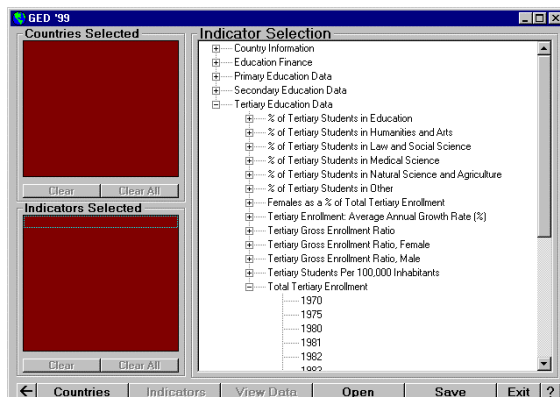 GED '99
Countries Selected
Clear
Clear All
Indicators Selected
Clear
Clear All
Indicator Selection
Country Information
Education Finance
Primary Education Data
Secondary Education Data
Tertiary Education Data
% of Tertiary Students in Education
% of Tertiary Students in Humanities and Arts
% of Tertiary Students in Law and Social Science
% of Tertiary Students in Medical Science
% of Tertiary Students in Natural Science and Agriculture
% of Tertiary Students in Other
Females as a % of Total Tertiary Enrollment
Tertiary Enrollment: Average Annual Growth Rate (%)
Tertiary Gross Enrollment Ratio
Tertiary Gross Enrollment Ratio, Female
Tertiary Gross Enrollment Ratio, Male
Tertiary Students Per 100,000 Inhabitants
Total Tertiary Enrollment
1970
1975
1980
1981
1982
Countries
Indicators
View Data
Open
Save
Exit
?